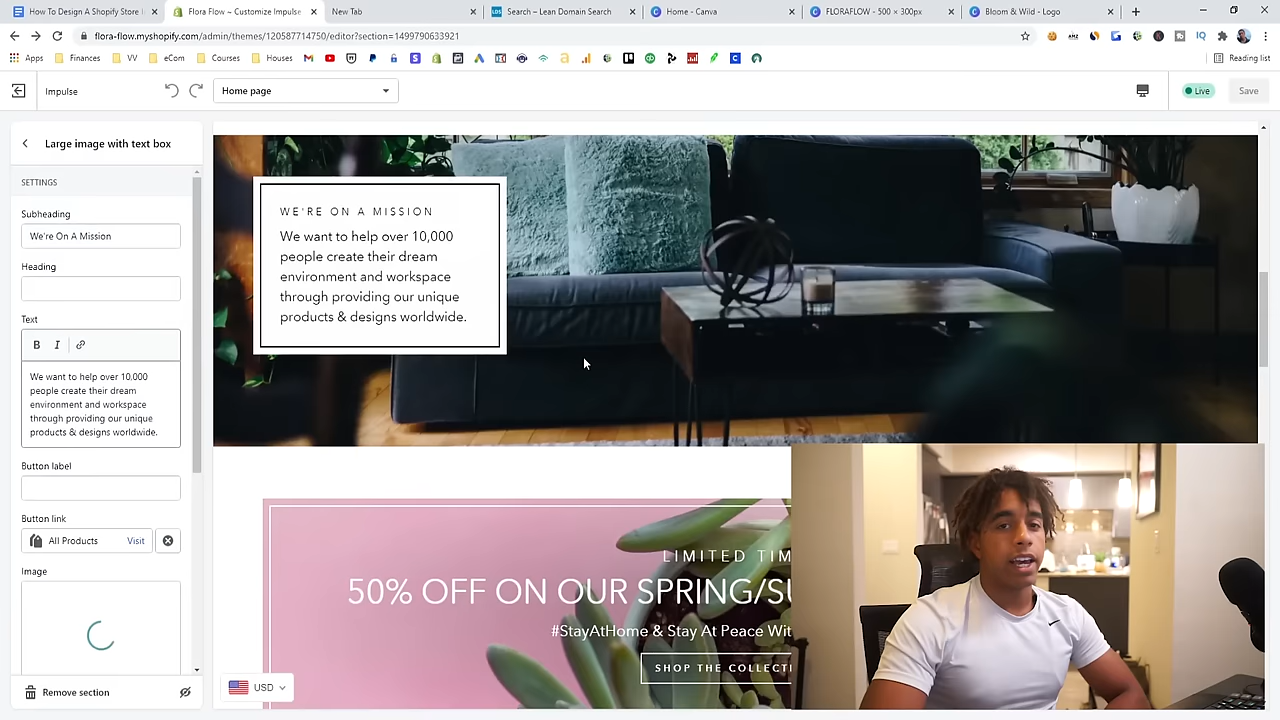 How To Design A Shopify Store I
Flora Flow ~ Customize Impulse
New Tab
Search – Lean Domain Search
Home - Canva
FLORAFLOW - 500 × 300px
Bloom & Wild - Logo
flora-flow.myshopify.com/admin/themes/120587714750/editor?section=1499790633921
Apps
Finances
VV
eCom
Courses
Houses
Reading list
Impulse
Home page
Live
Save
Large image with text box
SETTINGS
Subheading
We're On A Mission
Heading
Text
B I
We want to help over 10,000
people create their dream
environment and workspace
through providing our unique
products & designs worldwide.
Button label
Button link
All Products
Visit
Image
Remove section
WE'RE ON A MISSION
We want to help over 10,000
people create their dream
environment and workspace
through providing our unique
products & designs worldwide.
LIMITED TIM
50% OFF ON OUR SPRING/SU
#StayAtHome & Stay At Peace Wit
SHOP THE COLLECTI
USD